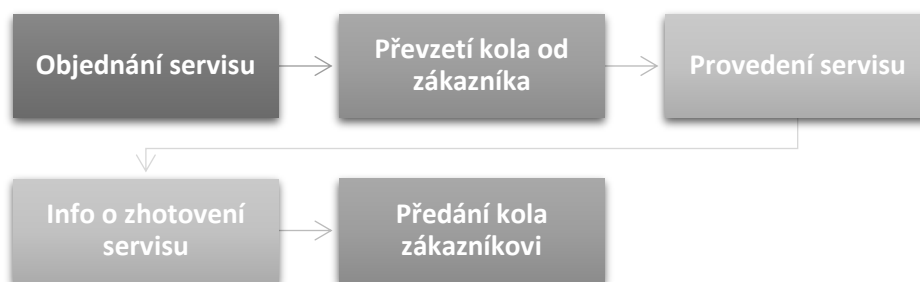 Objednání servisu
Převzetí kola od
zákazníka
Provedení servisu
Info o zhotovení
servisu
Předání kola
zákazníkovi